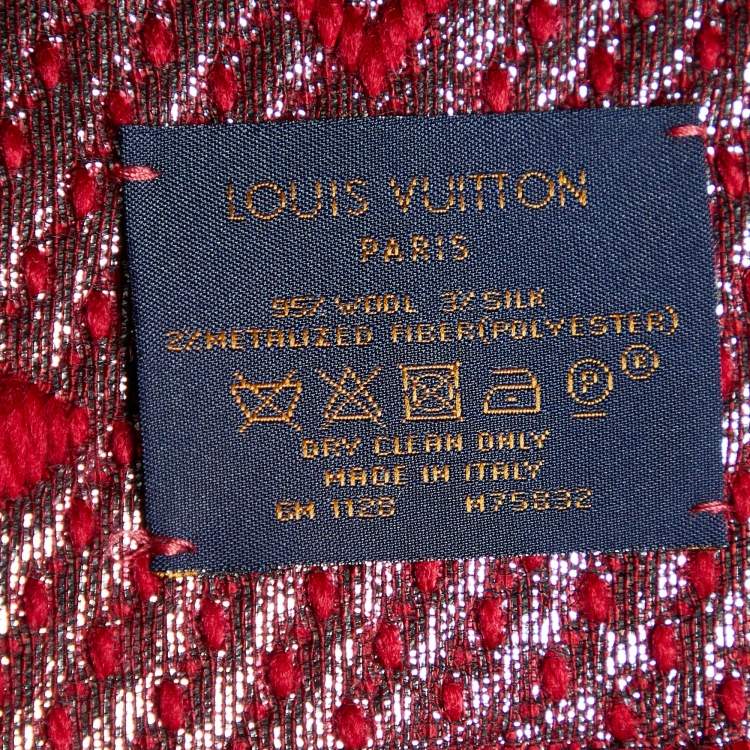 LOUIS VUITTON
PARIS
95% WOOL 3% SILK
2%METALIZED FIBER(POLYESTER)
P R
DRY CLEAN ONLY
MADE IN ITALY
GM 1128 M75832